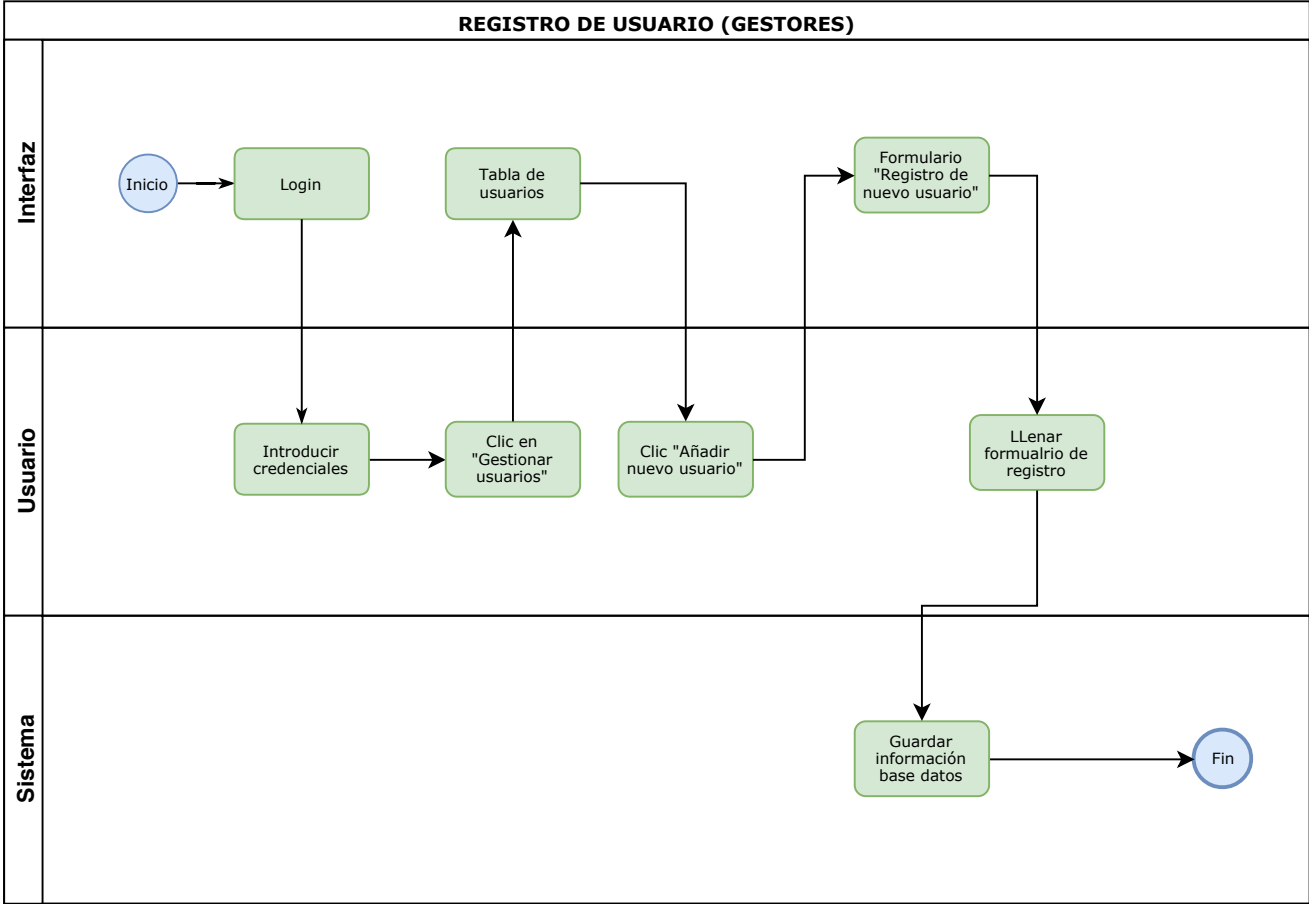 REGISTRO DE USUARIO (GESTORES)
Interfaz
Inicio
Login
Tabla de
usuarios
Formulario
"Registro de
nuevo usuario"
Usuario
Introducir
credenciales
Clic en
"Gestionar
usuarios"
Clic "Añadir
nuevo usuario"
LLenar
formualrio de
registro
Sistema
Guardar
información
base datos
Fin